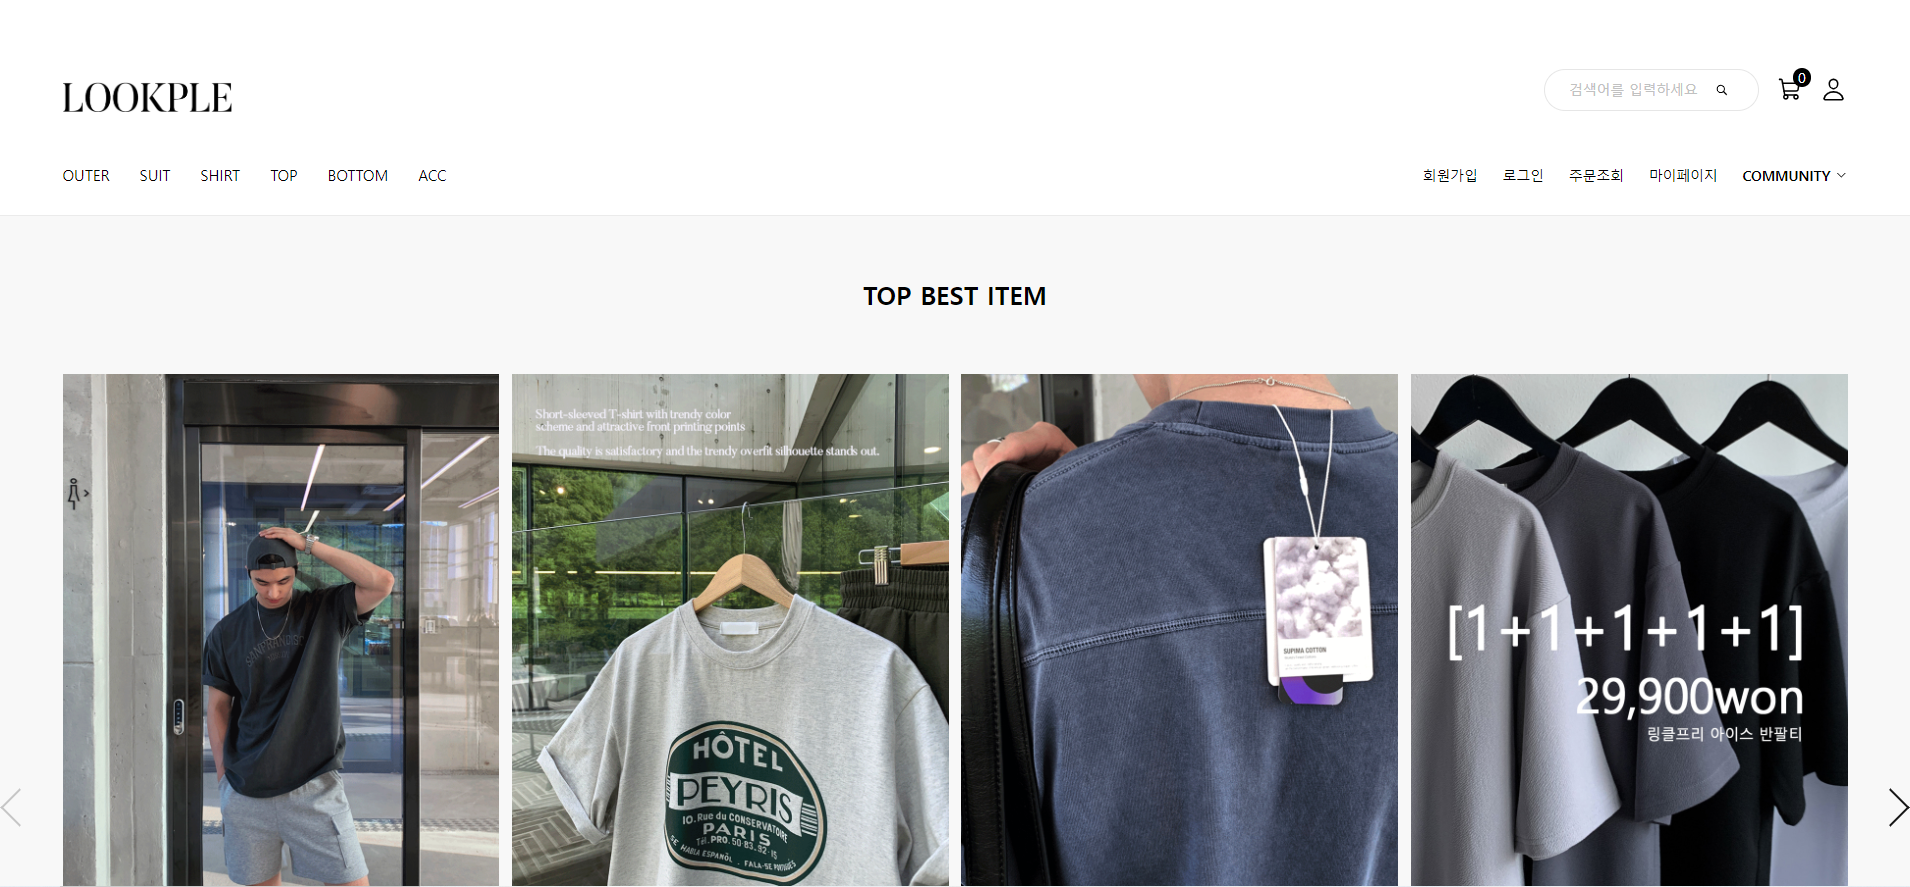 LOOKPLE
검색어를 입력하세요
0
OUTER SUIT SHIRT TOP BOTTOM ACC
회원가입 로그인 주문조회 마이페이지 COMMUNITY
TOP BEST ITEM
SANFRANCISCO
Short-sleeved T-shirt with trendy color
scheme and attractive front printing points
The quality is satisfactory and the trendy overfit silhouette stands out.
HÔTEL
PEYRIS
10. Rue du CONSERVATOIRE
PARIS
Tél. PRO. 50·83, 92·15
SE HABLA ESPANÒL . FALA-SE PORTUGUÊS
SUPIMA COTTON
[1+1+1+1+1]
29,900won
링클프리 아이스 반팔티